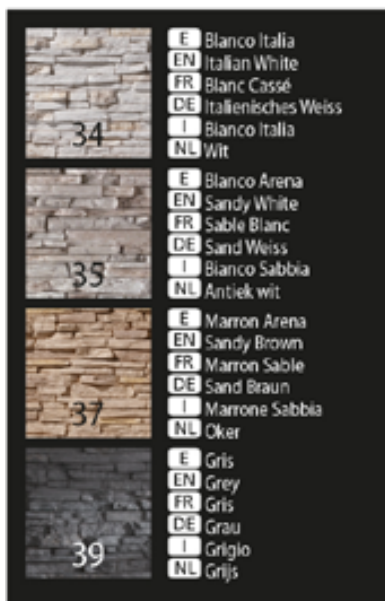 34
E Blanco Italia
EN Italian White
FR Blanc Cassé
DE Italienisches Weiss
I Bianco Italia
NL Wit
35
E Blanco Arena
EN Sandy White
FR Sable Blanc
DE Sand Weiss
I Bianco Sabbia
NL Antiek wit
37
E Marron Arena
EN Sandy Brown
FR Marron Sable
DE Sand Braun
I Marrone Sabbia
NL Oker
39
E Gris
EN Grey
FR Gris
DE Grau
I Grigio
NL Grijs